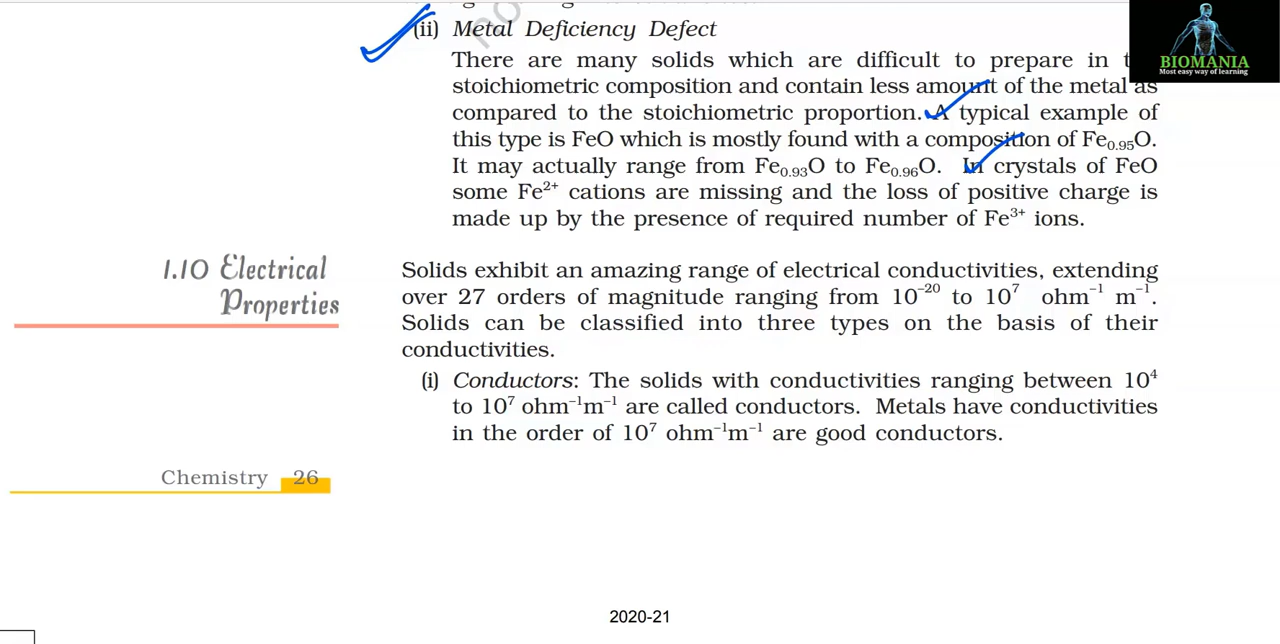 (ii) Metal Deficiency Defect
There are many solids which are difficult to prepare in
stoichiometric composition and contain less amount of the metal as
compared to the stoichiometric proportion. A typical example of
this type is FeO which is mostly found with a composition of Fe₀.₉₅O.
It may actually range from Fe₀.₉₃O to Fe₀.₉₆O. In crystals of FeO
some Fe²⁺ cations are missing and the loss of positive charge is
made up by the presence of required number of Fe³⁺ ions.
1.10 Electrical
Properties
Solids exhibit an amazing range of electrical conductivities, extending
over 27 orders of magnitude ranging from 10⁻²⁰ to 10⁷ ohm⁻¹ m⁻¹.
Solids can be classified into three types on the basis of their
conductivities.
(i) Conductors: The solids with conductivities ranging between 10⁴
to 10⁷ ohm⁻¹m⁻¹ are called conductors. Metals have conductivities
in the order of 10⁷ ohm⁻¹m⁻¹ are good conductors.
Chemistry 26
2020-21
BIOMANIA
Most easy way of learning